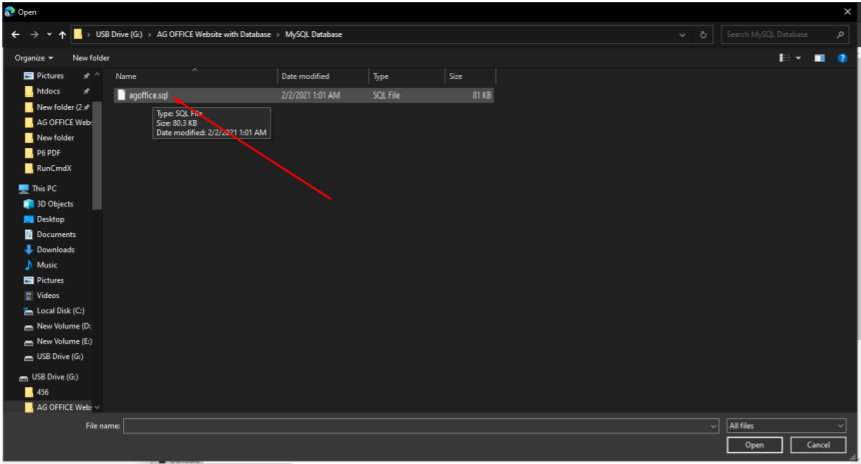 Open
USB Drive (G:) › AG OFFICE Website with Database › MySQL Database
Search MySQL Database
Organize
New folder
Name
Date modified
Type
Size
agoffice.sql
2/2/2021 1:01 AM
SQL File
81 KB
Type: SQL File
Size: 80.3 KB
Date modified: 2/2/2021 1:01 AM
Pictures
htdocs
New folder (2
AG OFFICE Web
New folder
P6 PDF
RunCmdX
This PC
3D Objects
Desktop
Documents
Downloads
Music
Pictures
Videos
Local Disk (C:)
New Volume (D:
New Volume (E:)
USB Drive (G:)
USB Drive (G:)
456
AG OFFICE Web
File name:
All files
Open
Cancel